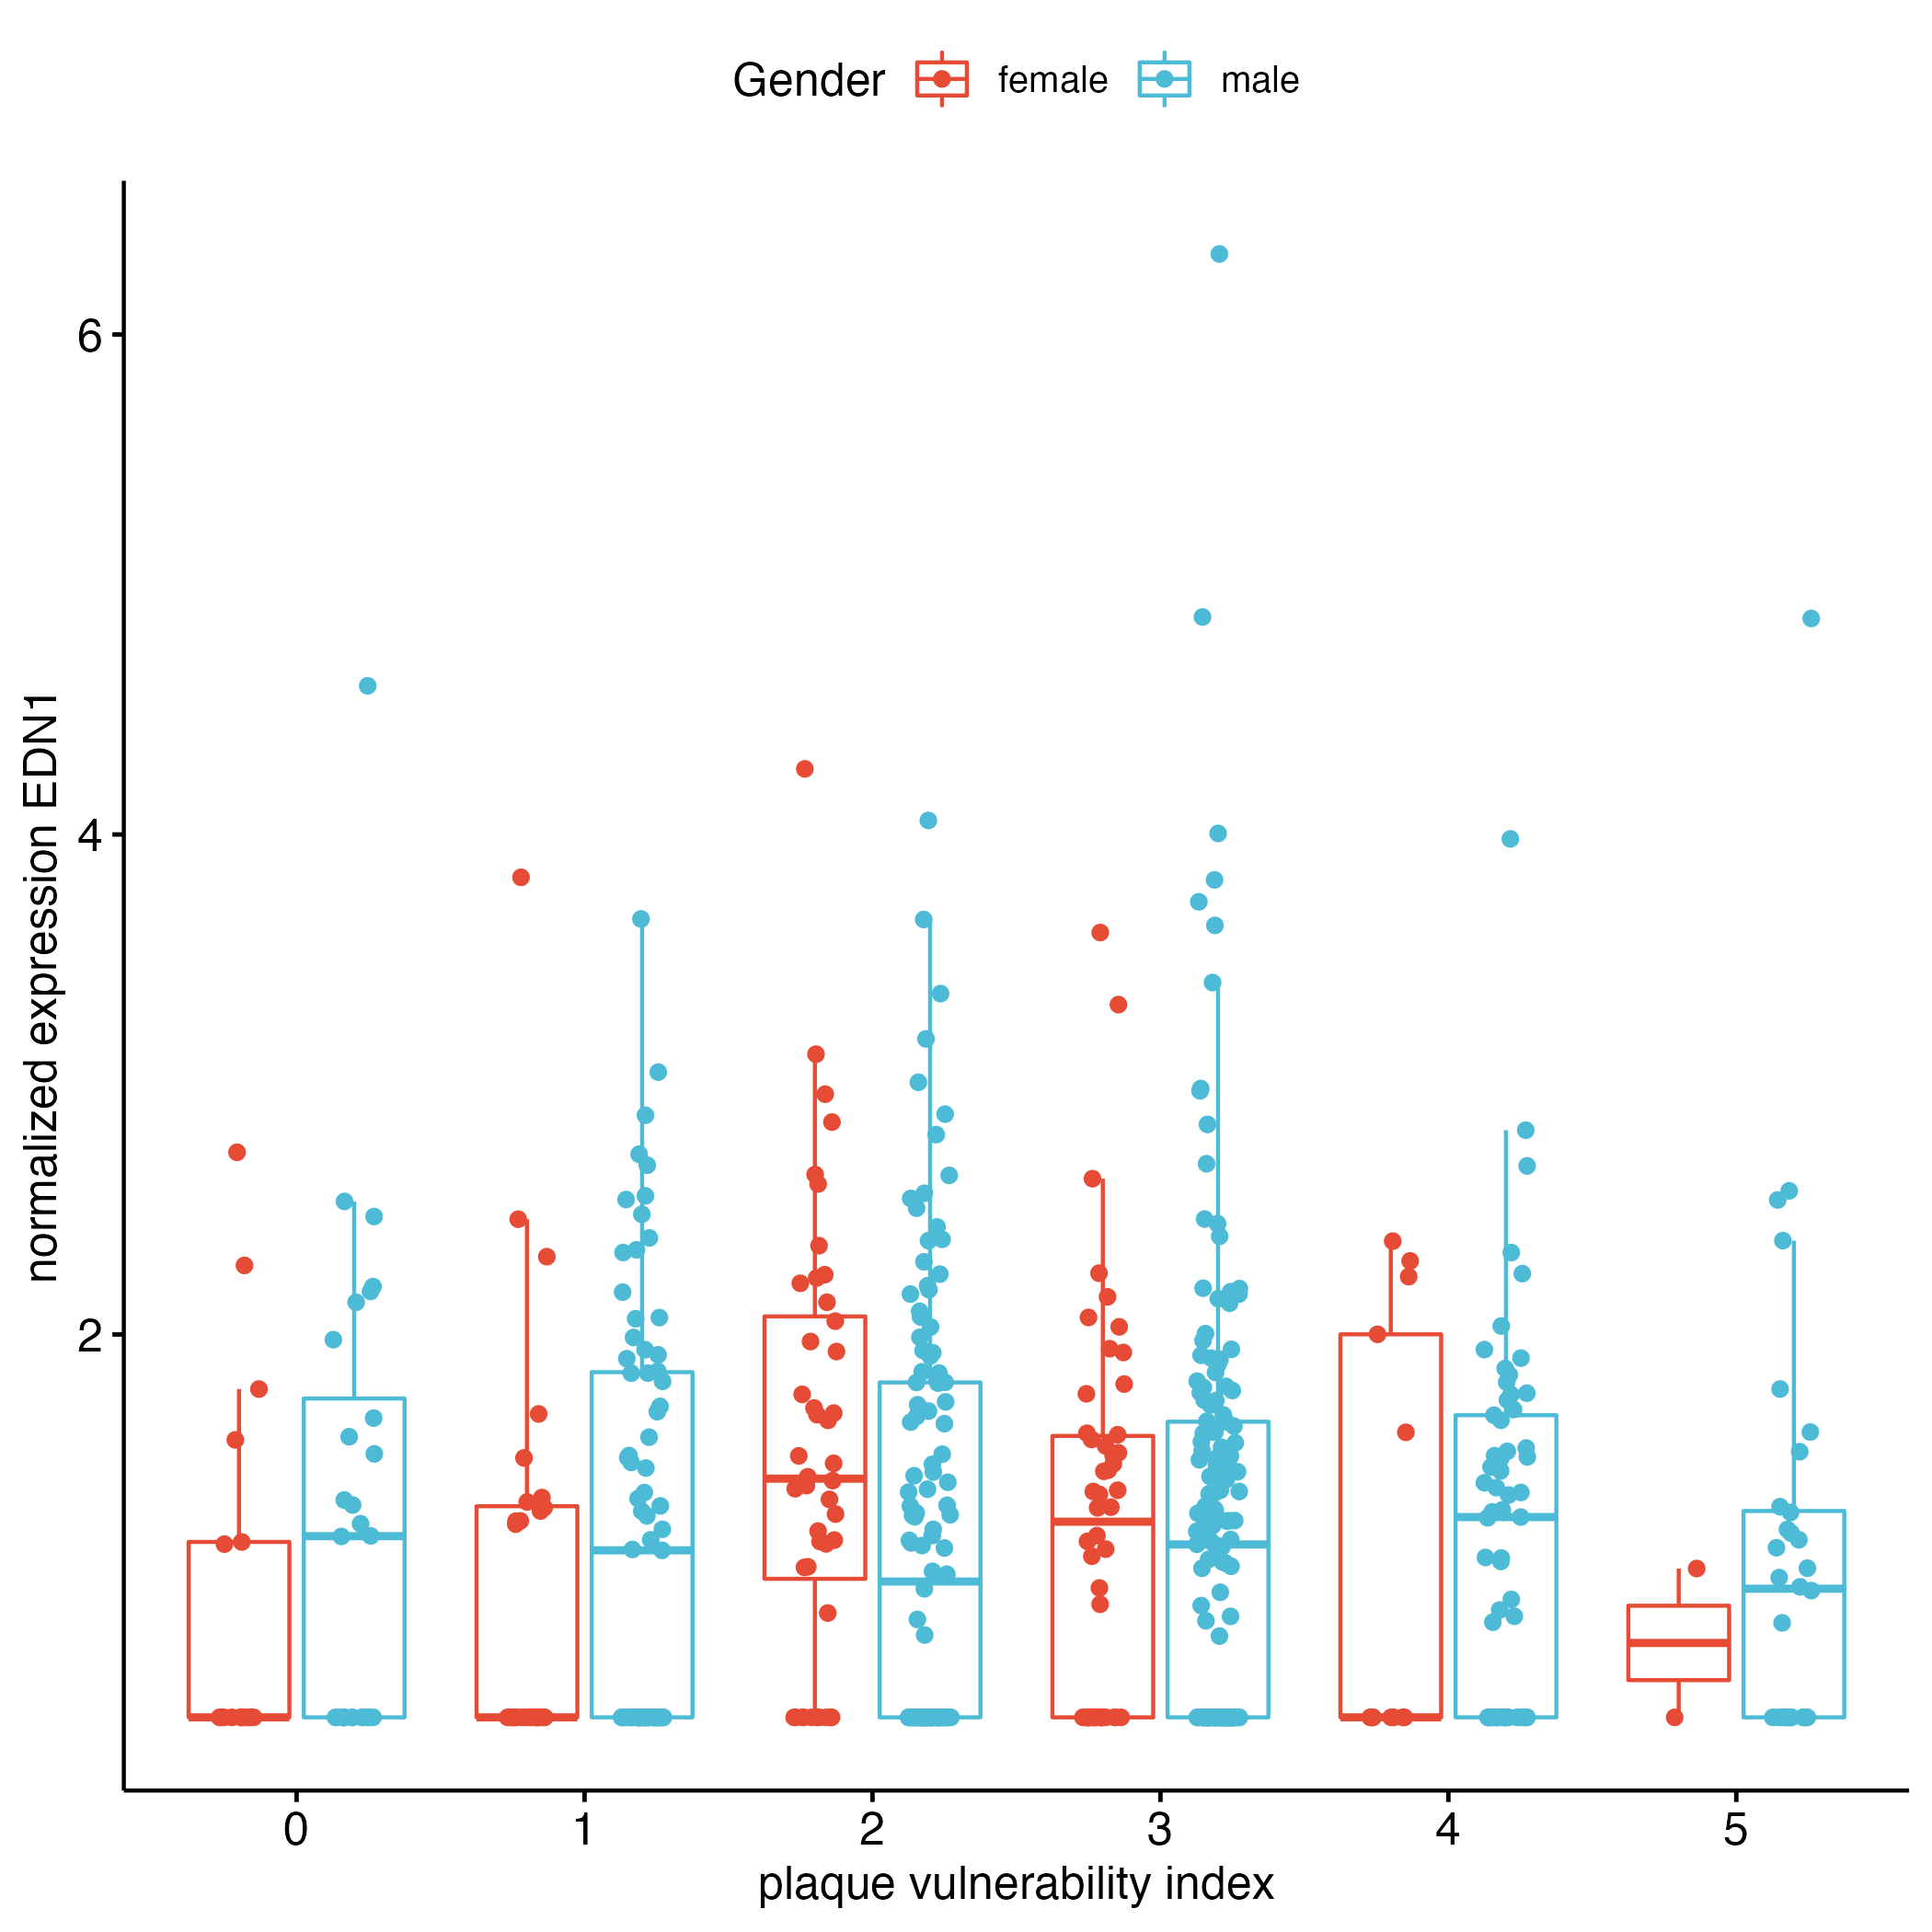 Gender female male
normalized expression EDN1
6
4
2
0 1 2 3 4 5
plaque vulnerability index